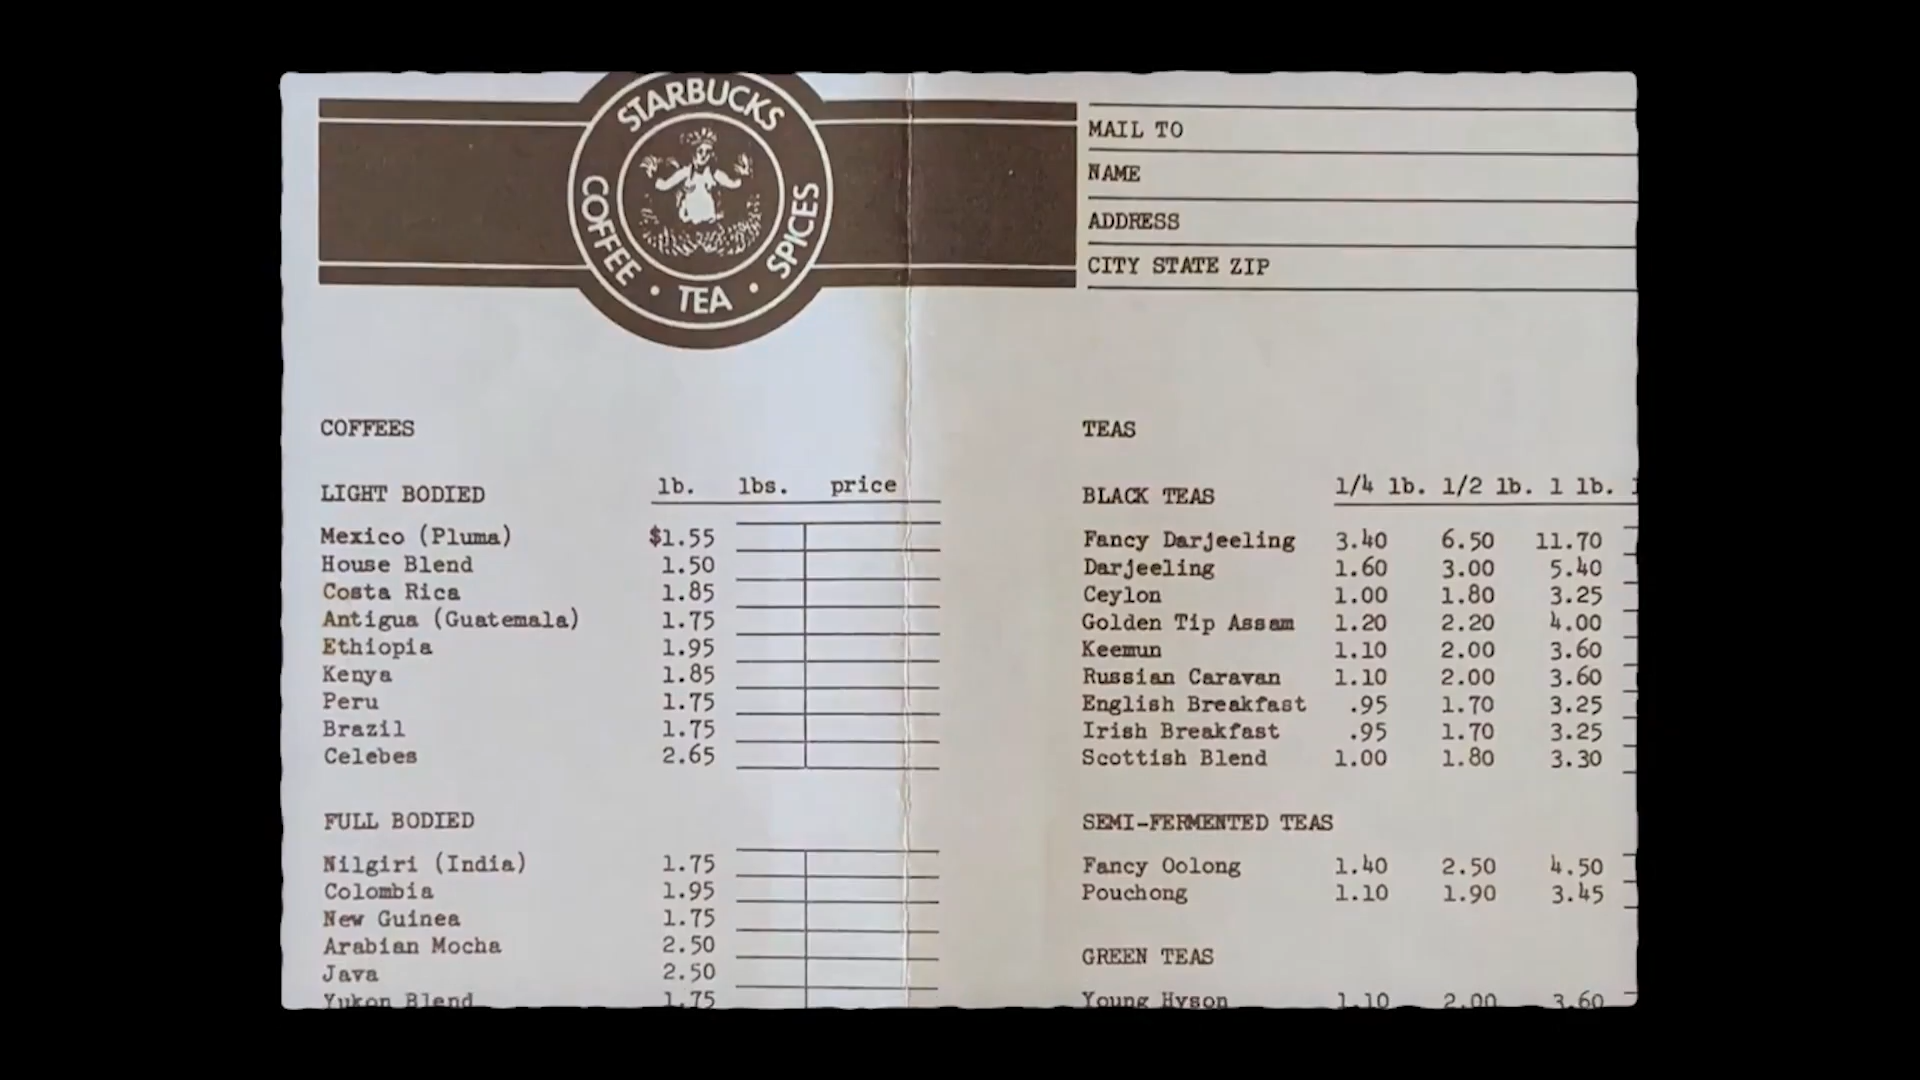 STARBUCKS
COFFEE • TEA • SPICES
MAIL TO
NAME
ADDRESS
CITY STATE ZIP
COFFEES
LIGHT BODIED lb. lbs. price
Mexico (Pluma) $1.55
House Blend 1.50
Costa Rica 1.85
Antigua (Guatemala) 1.75
Ethiopia 1.95
Kenya 1.85
Peru 1.75
Brazil 1.75
Celebes 2.65
FULL BODIED
Nilgiri (India) 1.75
Colombia 1.95
New Guinea 1.75
Arabian Mocha 2.50
Java 2.50
Yukon Blend 1.75
TEAS
BLACK TEAS 1/4 lb. 1/2 lb. 1 lb.
Fancy Darjeeling 3.40 6.50 11.70
Darjeeling 1.60 3.00 5.40
Ceylon 1.00 1.80 3.25
Golden Tip Assam 1.20 2.20 4.00
Keemun 1.10 2.00 3.60
Russian Caravan 1.10 2.00 3.60
English Breakfast .95 1.70 3.25
Irish Breakfast .95 1.70 3.25
Scottish Blend 1.00 1.80 3.30
SEMI-FERMENTED TEAS
Fancy Oolong 1.40 2.50 4.50
Pouchong 1.10 1.90 3.45
GREEN TEAS
Young Hyson 1.10 2.00 3.60